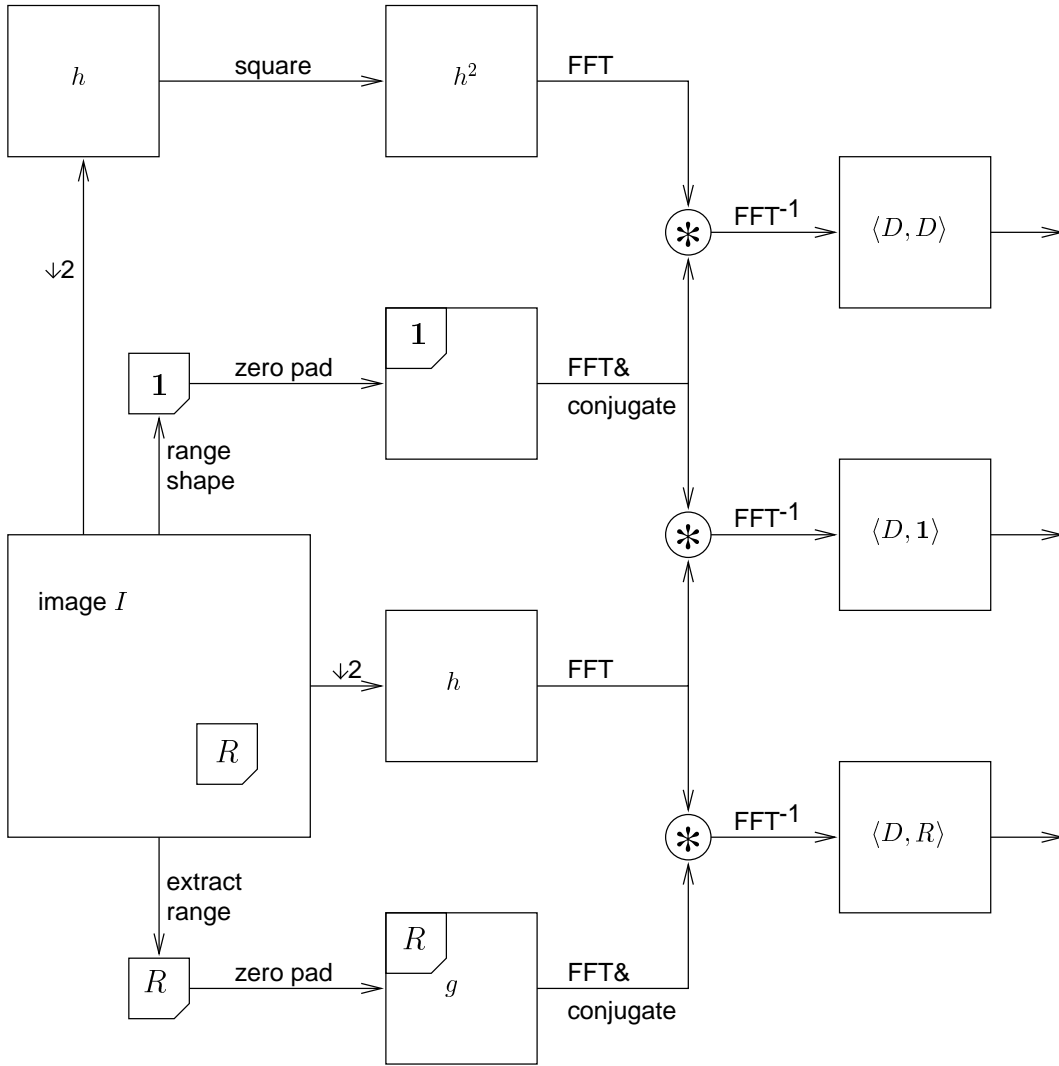 h
square
h²
FFT
FFT⁻¹
⟨D, D⟩
↓2
1
zero pad
1
FFT&
conjugate
range
shape
FFT⁻¹
⟨D, 1⟩
image I
↓2
h
FFT
R
FFT⁻¹
⟨D, R⟩
extract
range
R
zero pad
R
g
FFT&
conjugate